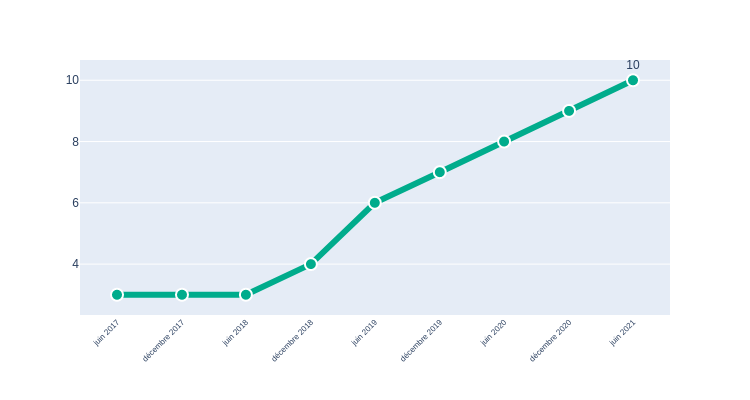 10
10
8
6
4
juin 2017
décembre 2017
juin 2018
décembre 2018
juin 2019
décembre 2019
juin 2020
décembre 2020
juin 2021